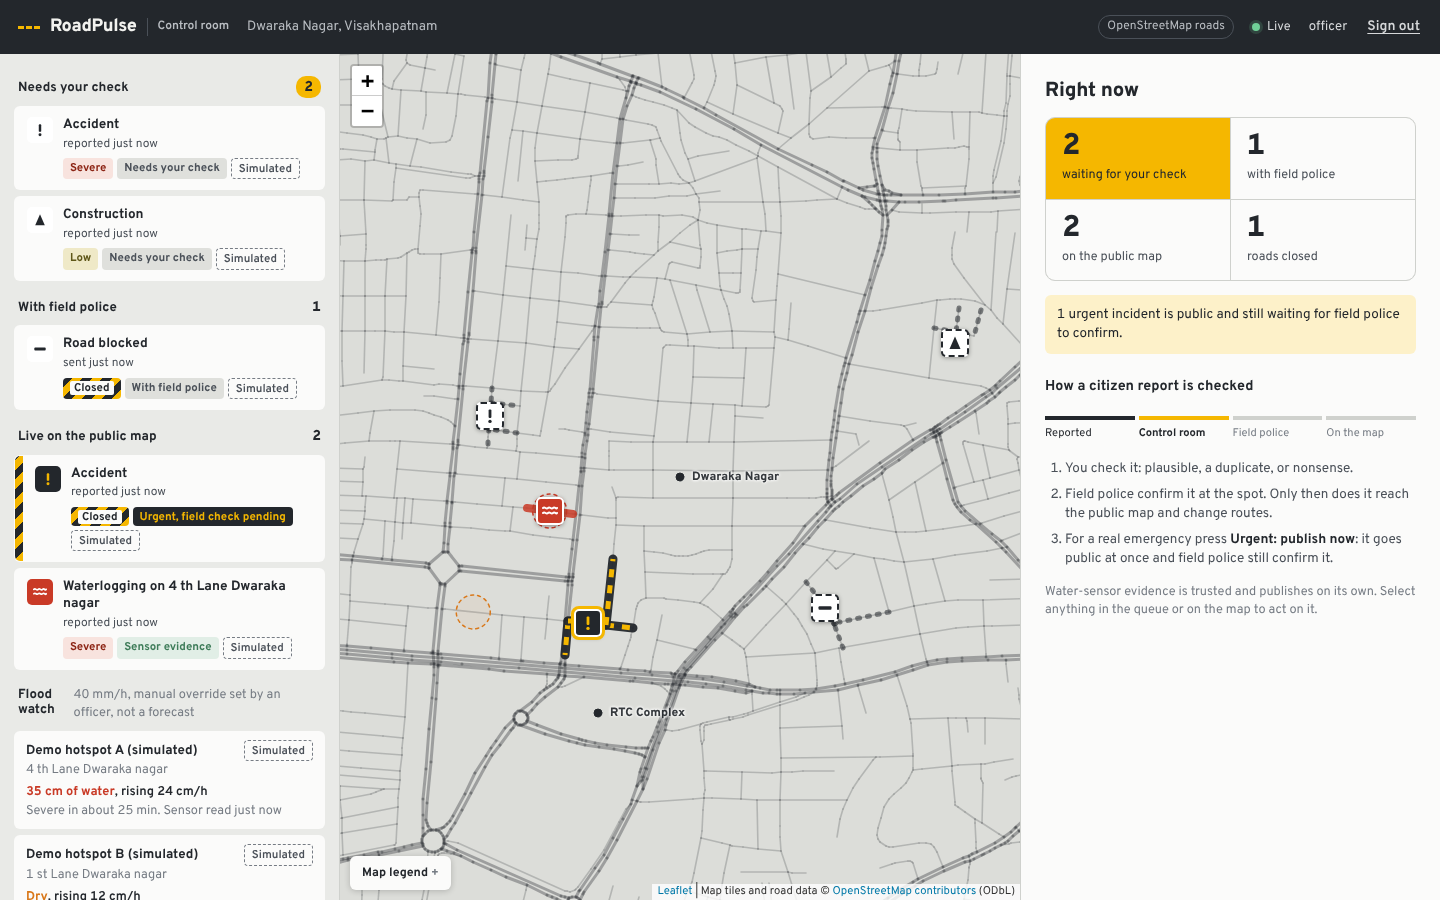 RoadPulse
Control room
Dwaraka Nagar, Visakhapatnam
OpenStreetMap roads
Live
officer
Sign out
Needs your check
2
!
Accident
reported just now
Severe
Needs your check
Simulated
Construction
reported just now
Low
Needs your check
Simulated
With field police
1
Road blocked
sent just now
Closed
With field police
Simulated
Live on the public map
2
!
Accident
reported just now
Closed
Urgent, field check pending
Simulated
Waterlogging on 4 th Lane Dwaraka
nagar
reported just now
Severe
Sensor evidence
Simulated
Flood
watch
40 mm/h, manual override set by an
officer, not a forecast
Demo hotspot A (simulated)
Simulated
4 th Lane Dwaraka nagar
35 cm of water, rising 24 cm/h
Severe in about 25 min. Sensor read just now
Demo hotspot B (simulated)
Simulated
1 st Lane Dwaraka nagar
Dry, rising 12 cm/h
+
−
!
Dwaraka Nagar
!
RTC Complex
Map legend +
Leaflet | Map tiles and road data © OpenStreetMap contributors (ODbL)
Right now
2
waiting for your check
1
with field police
2
on the public map
1
roads closed
1 urgent incident is public and still waiting for field police
to confirm.
How a citizen report is checked
Reported
Control room
Field police
On the map
1. You check it: plausible, a duplicate, or nonsense.
2. Field police confirm it at the spot. Only then does it reach
the public map and change routes.
3. For a real emergency press Urgent: publish now: it goes
public at once and field police still confirm it.
Water-sensor evidence is trusted and publishes on its own. Select
anything in the queue or on the map to act on it.